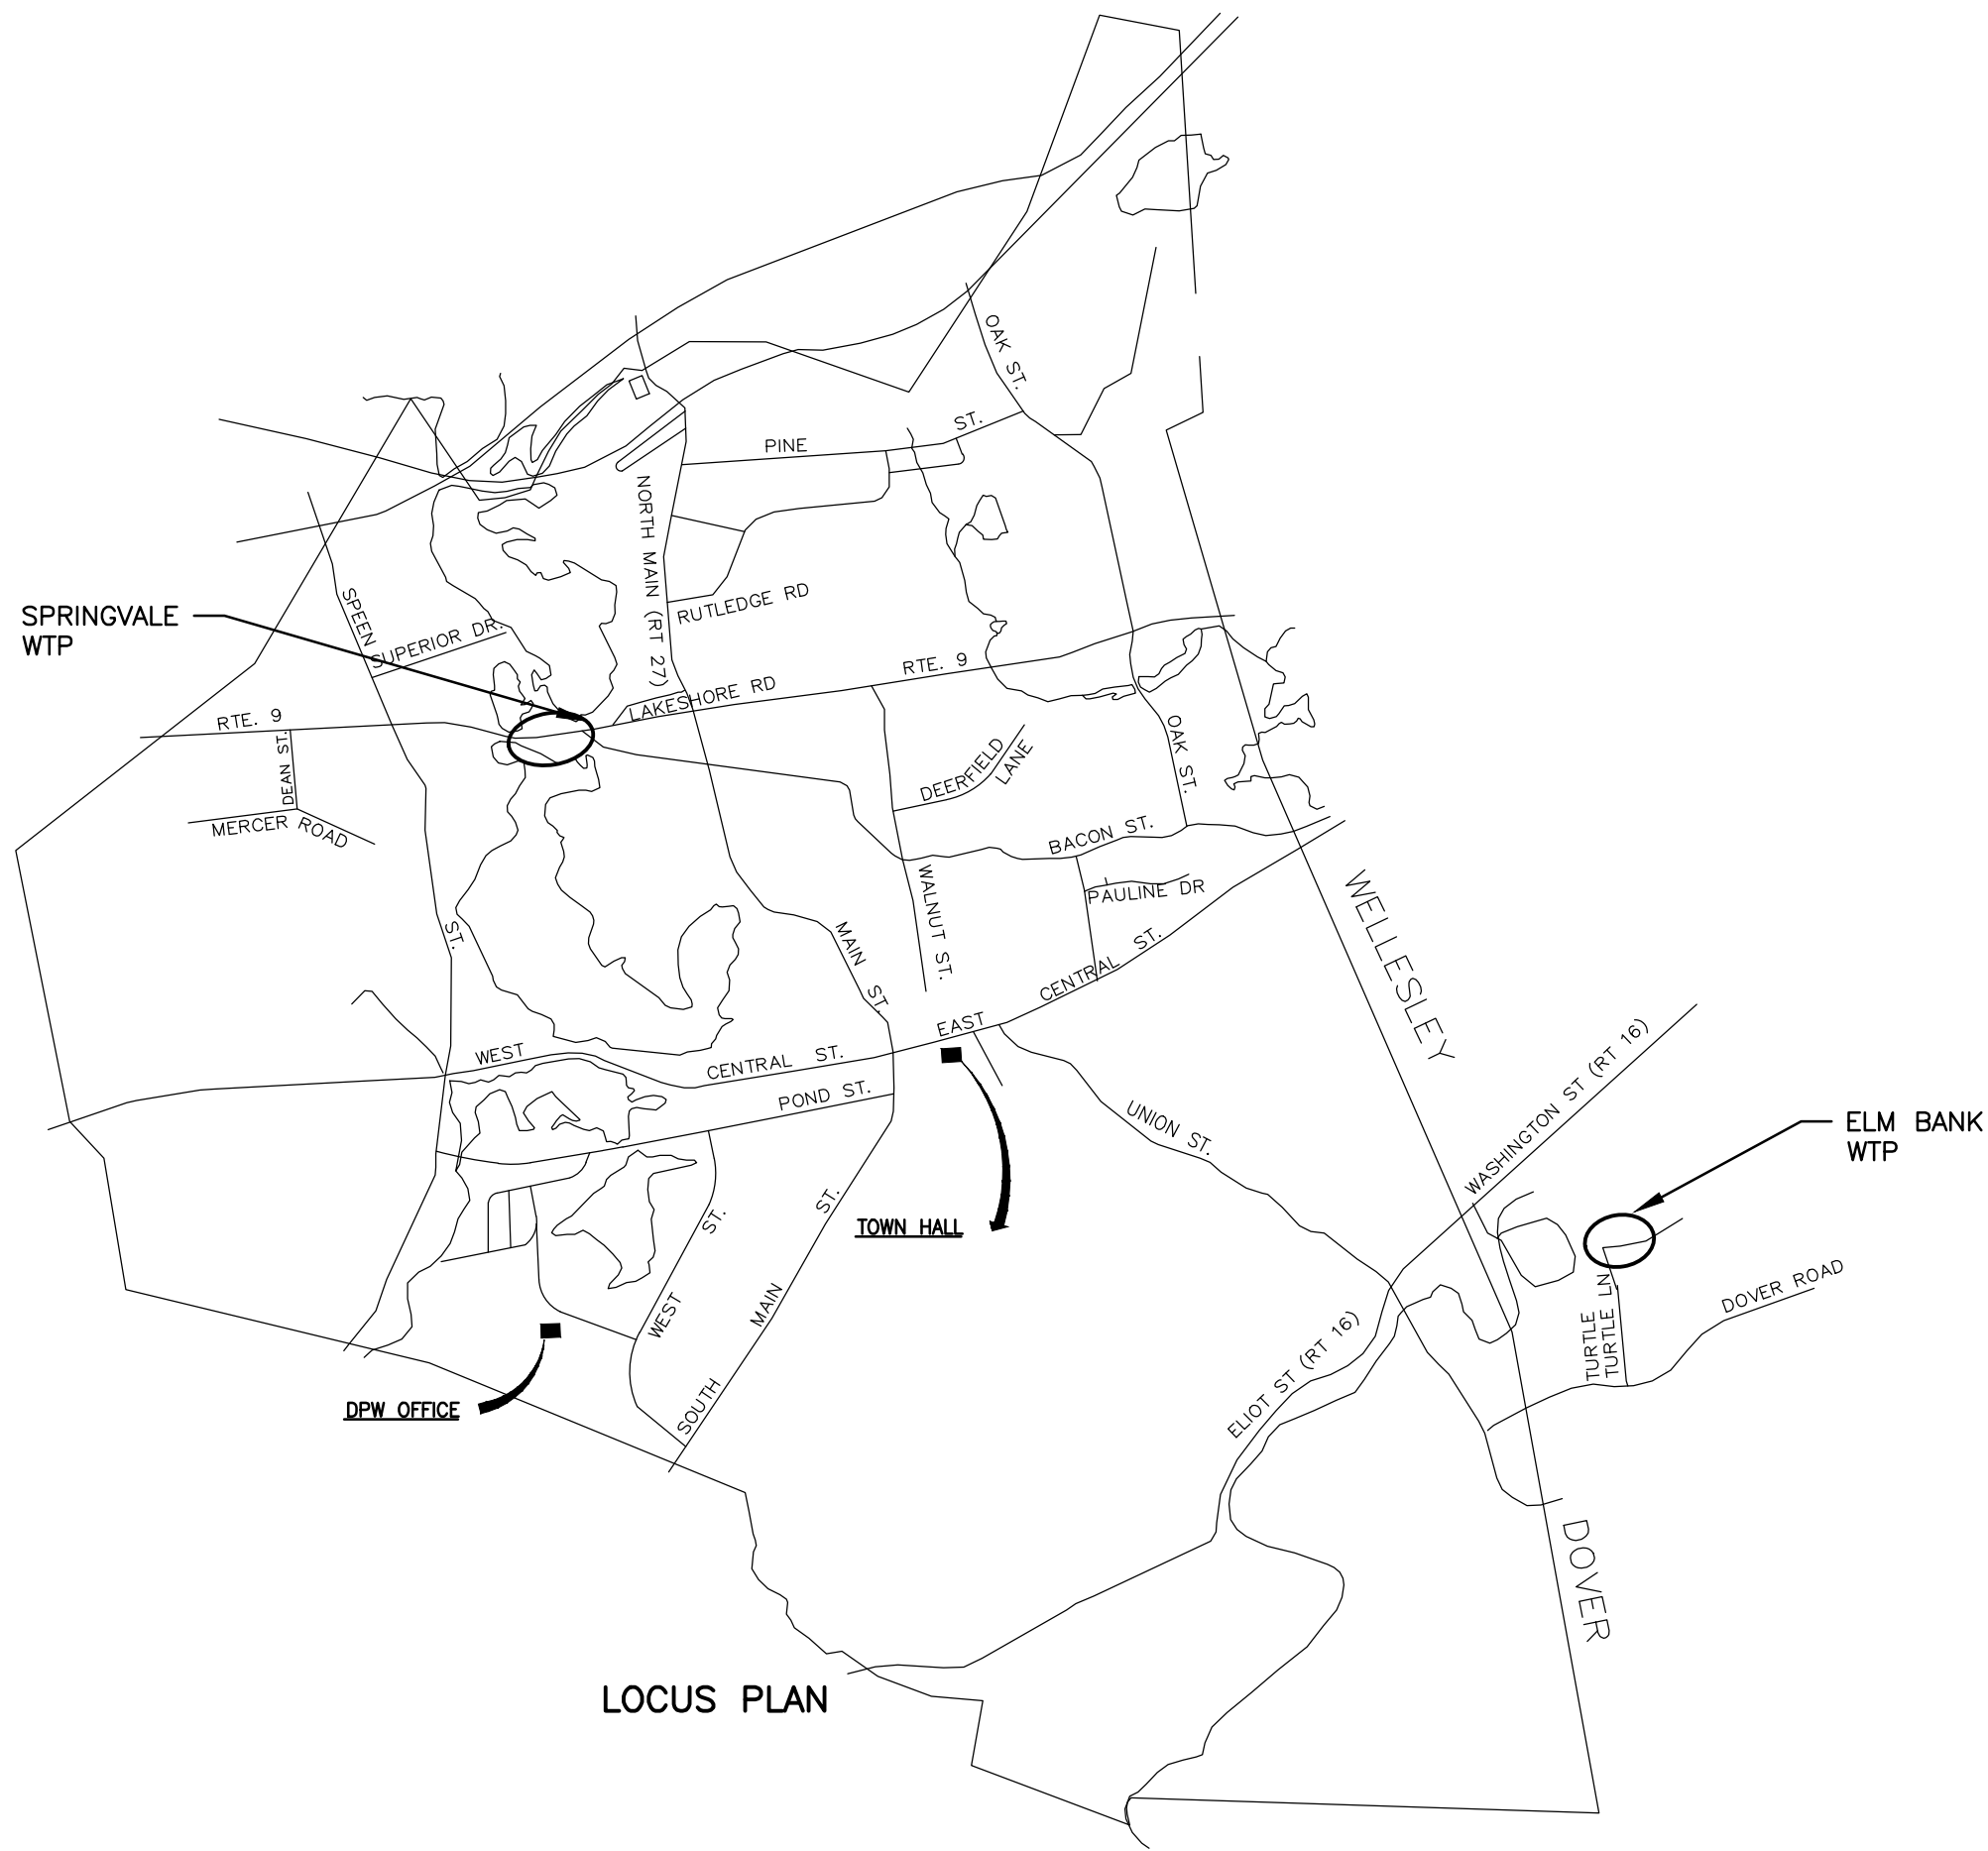 OAK ST.
PINE ST.
NORTH MAIN (RT 27)
SPRINGVALE
WTP
SPEEN ST.
SUPERIOR DR.
RUTLEDGE RD
RTE. 9
LAKESHORE RD
RTE. 9
DEAN ST.
MERCER ROAD
OAK ST.
DEERFIELD
LANE
BACON ST.
WALNUT ST.
PAULINE DR
WELLESLEY
MAIN ST.
EAST CENTRAL ST.
WEST CENTRAL ST.
POND ST.
WASHINGTON ST (RT 16)
UNION ST.
ELM BANK
WTP
TOWN HALL
WEST ST.
SOUTH MAIN ST.
TURTLE
TURTLE LN
DOVER ROAD
ELIOT ST (RT 16)
DPW OFFICE
DOVER
LOCUS PLAN